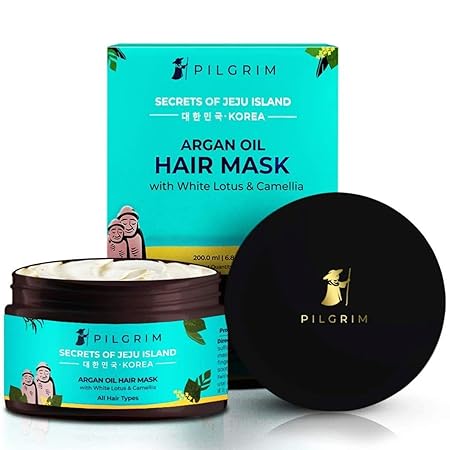 PILGRIM
SECRETS OF JEJU ISLAND
대한민국·KOREA
ARGAN OIL
HAIR MASK
with White Lotus & Camellia
200.0 ml | 6.8
PILGRIM
PILGRIM
SECRETS OF JEJU ISLAND
대한민국·KOREA
ARGAN OIL HAIR MASK
with White Lotus & Camellia
All Hair Types